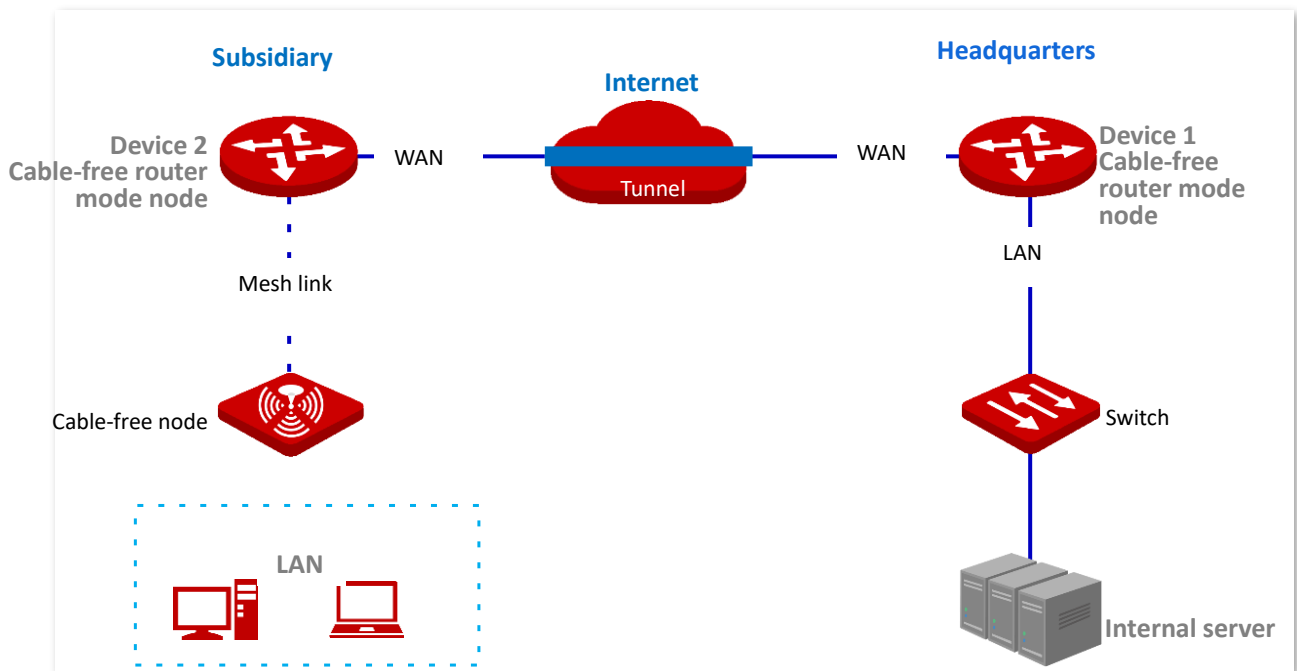 Subsidiary
Internet
Headquarters
Device 2
Cable-free router
mode node
WAN
Tunnel
WAN
Device 1
Cable-free
router mode
node
Mesh link
LAN
Cable-free node
Switch
LAN
Internal server